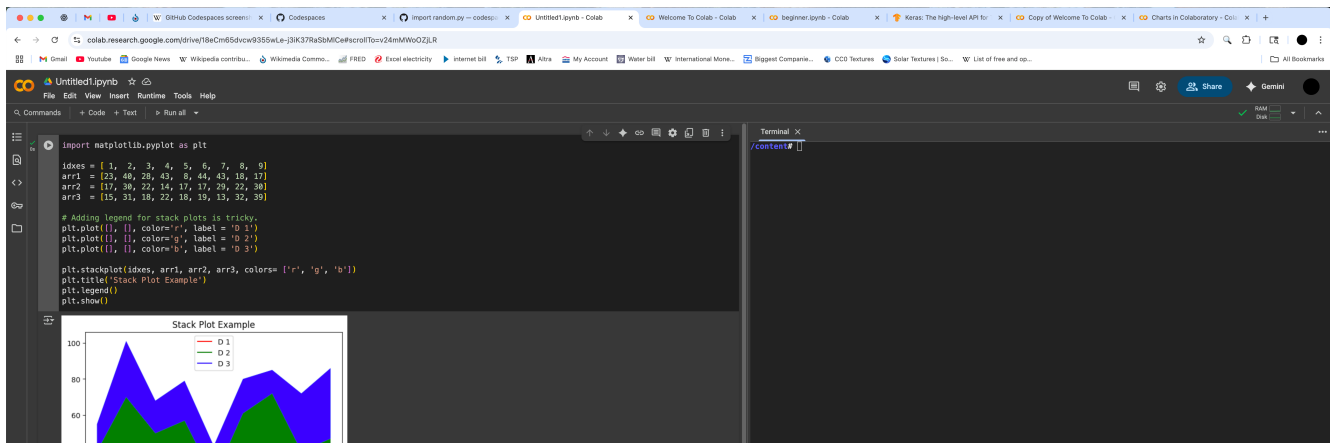 GitHub Codespaces screens
Codespaces
import random.py — codesp
Untitled1.ipynb - Colab
Welcome To Colab - Colab
beginner.ipynb - Colab
Keras: The high-level API for
Copy of Welcome To Colab -
Charts in Colaboratory - Col
colab.research.google.com/drive/18eCm65dvcw9355wLe-j3iK37RaSbMlCe#scrollTo=v24mMWoOZjLR
Gmail
Youtube
Google News
Wikipedia contribu...
Wikimedia Commo...
FRED
Excel electricity
internet bill
TSP
Altra
My Account
Water bill
International Mone...
Biggest Companie...
CC0 Textures
Solar Textures | So...
List of free and op...
All Bookmarks
Untitled1.ipynb
File Edit View Insert Runtime Tools Help
Share
Gemini
Commands + Code + Text Run all
RAM
Disk
Terminal
/content#
import matplotlib.pyplot as plt
idxes = [ 1, 2, 3, 4, 5, 6, 7, 8, 9]
arr1 = [23, 40, 28, 43, 8, 44, 43, 18, 17]
arr2 = [17, 30, 22, 14, 17, 17, 29, 22, 30]
arr3 = [15, 31, 18, 22, 18, 19, 13, 32, 39]
# Adding legend for stack plots is tricky.
plt.plot([], [], color='r', label = 'D 1')
plt.plot([], [], color='g', label = 'D 2')
plt.plot([], [], color='b', label = 'D 3')
plt.stackplot(idxes, arr1, arr2, arr3, colors= ['r', 'g', 'b'])
plt.title('Stack Plot Example')
plt.legend()
plt.show()
Stack Plot Example
D 1
D 2
D 3
100
80
60